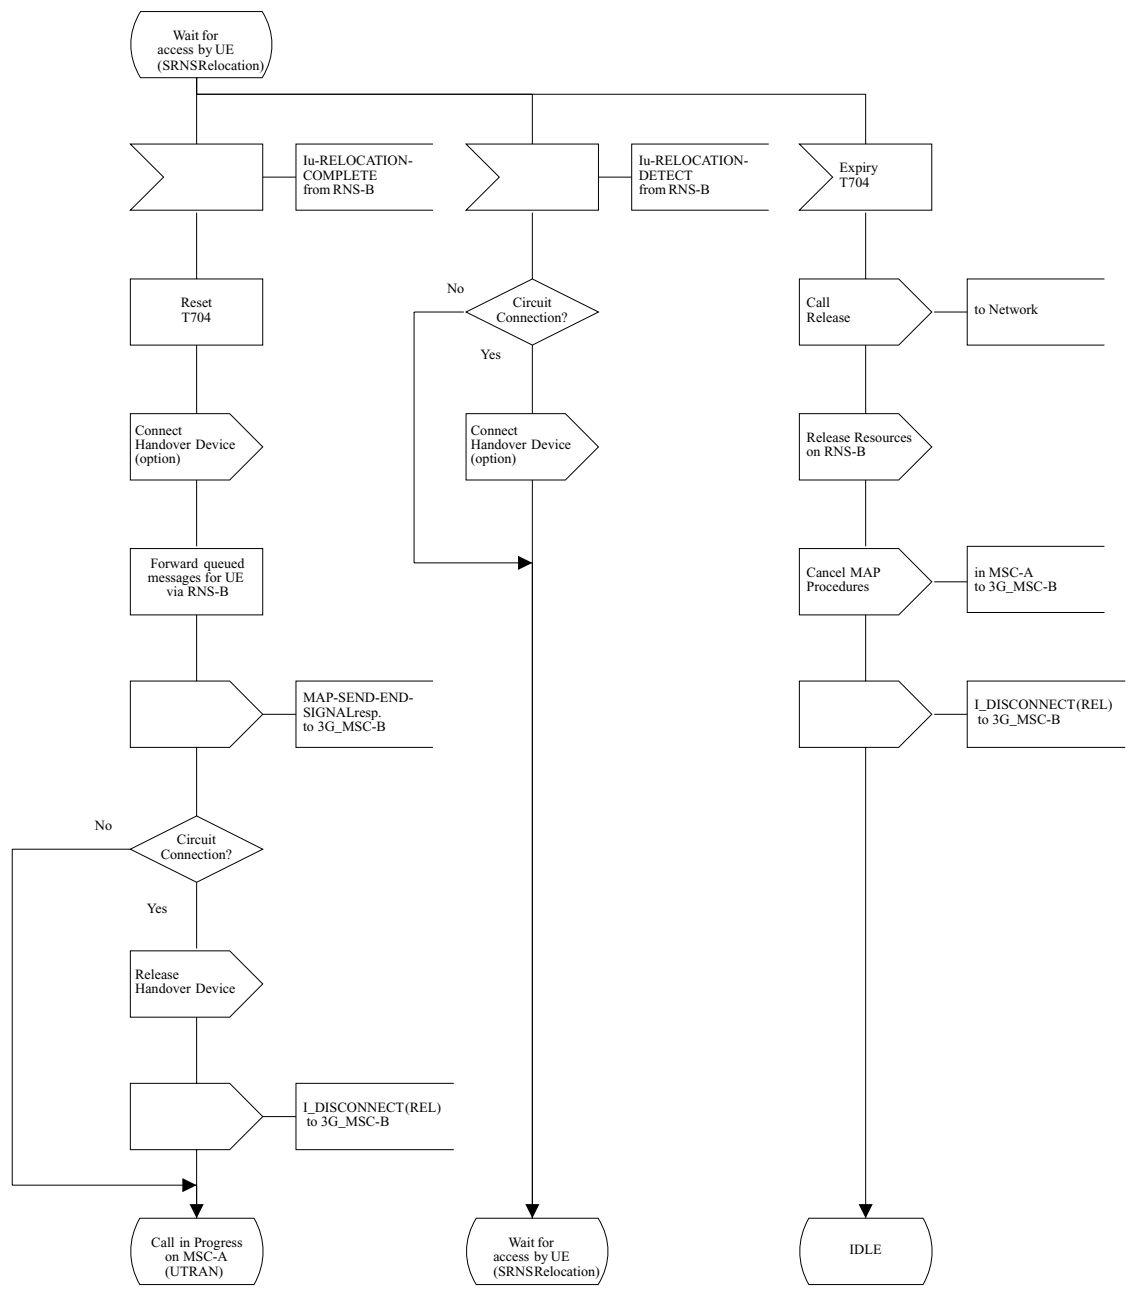 Wait for
access by UE
(SRNSRelocation)
Iu-RELOCATION-
COMPLETE
from RNS-B
Iu-RELOCATION-
DETECT
from RNS-B
Expiry
T704
Reset
T704
No
Circuit
Connection?
Yes
Call
Release
to Network
Connect
Handover Device
(option)
Connect
Handover Device
(option)
Release Resources
on RNS-B
Forward queued
messages for UE
via RNS-B
Cancel MAP
Procedures
in MSC-A
to 3G_MSC-B
MAP-SEND-END-
SIGNALresp.
to 3G_MSC-B
I_DISCONNECT(REL)
to 3G_MSC-B
No
Circuit
Connection?
Yes
Release
Handover Device
I_DISCONNECT(REL)
to 3G_MSC-B
Call in Progress
on MSC-A
(UTRAN)
Wait for
access by UE
(SRNSRelocation)
IDLE